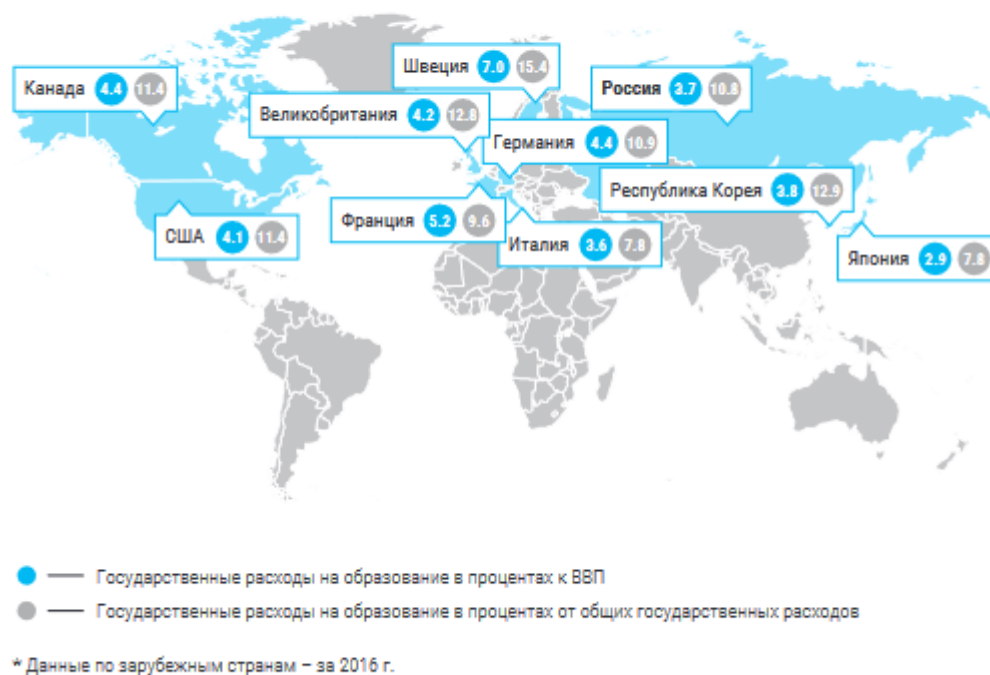 Швеция 7.0 15.4
Канада 4.4 11.4
Россия 3.7 10.8
Великобритания 4.2 12.8
Германия 4.4 10.9
Республика Корея 3.8 12.9
Франция 5.2 9.6
США 4.1 11.4
Италия 3.6 7.8
Япония 2.9 7.8
Государственные расходы на образование в процентах к ВВП
Государственные расходы на образование в процентах от общих государственных расходов
* Данные по зарубежным странам – за 2016 г.